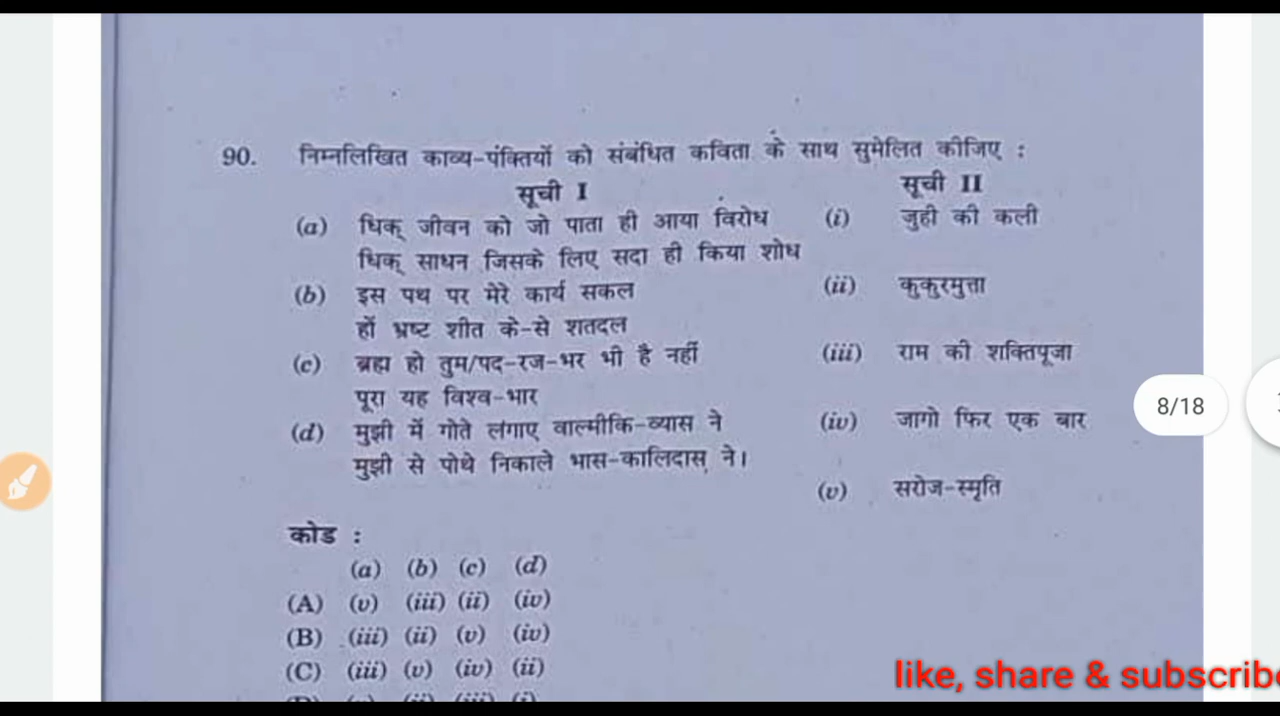 90. निम्नलिखित काव्य-पंक्तियों को संबंधित कविता के साथ सुमेलित कीजिए :
सूची I सूची II
(a) धिक् जीवन को जो पाता ही आया विरोध (i) जुही की कली
धिक् साधन जिसके लिए सदा ही किया शोध
(b) इस पथ पर मेरे कार्य सकल (ii) कुकुरमुत्ता
हों भ्रष्ट शीत के-से शतदल
(c) ब्रह्म हो तुम/पद-रज-भर भी है नहीं (iii) राम की शक्तिपूजा
पूरा यह विश्व-भार
(d) मुझी में गोते लगाए वाल्मीकि-व्यास ने (iv) जागो फिर एक बार
मुझी से पोथे निकाले भास-कालिदास ने।
(v) सरोज-स्मृति
कोड :
(a) (b) (c) (d)
(A) (v) (iii) (ii) (iv)
(B) (iii) (ii) (v) (iv)
(C) (iii) (v) (iv) (ii)
8/18
like, share & subscribe